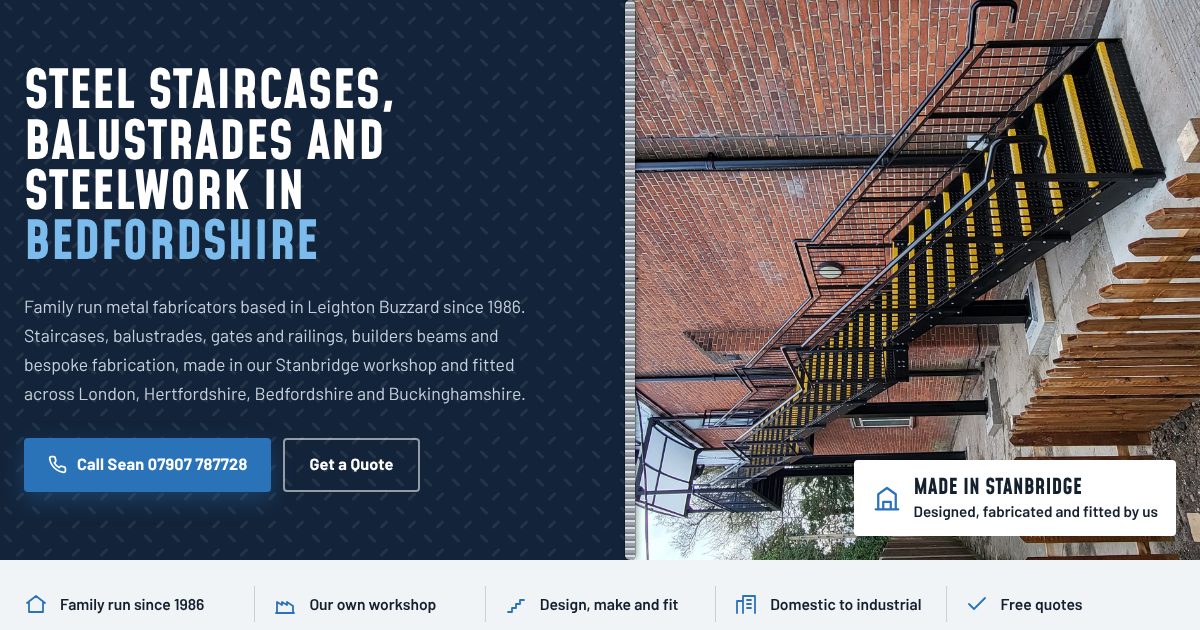 STEEL STAIRCASES,
BALUSTRADES AND
STEELWORK IN
BEDFORDSHIRE
Family run metal fabricators based in Leighton Buzzard since 1986.
Staircases, balustrades, gates and railings, builders beams and
bespoke fabrication, made in our Stanbridge workshop and fitted
across London, Hertfordshire, Bedfordshire and Buckinghamshire.
Call Sean 07907 787728
Get a Quote
MADE IN STANBRIDGE
Designed, fabricated and fitted by us
Family run since 1986
Our own workshop
Design, make and fit
Domestic to industrial
Free quotes